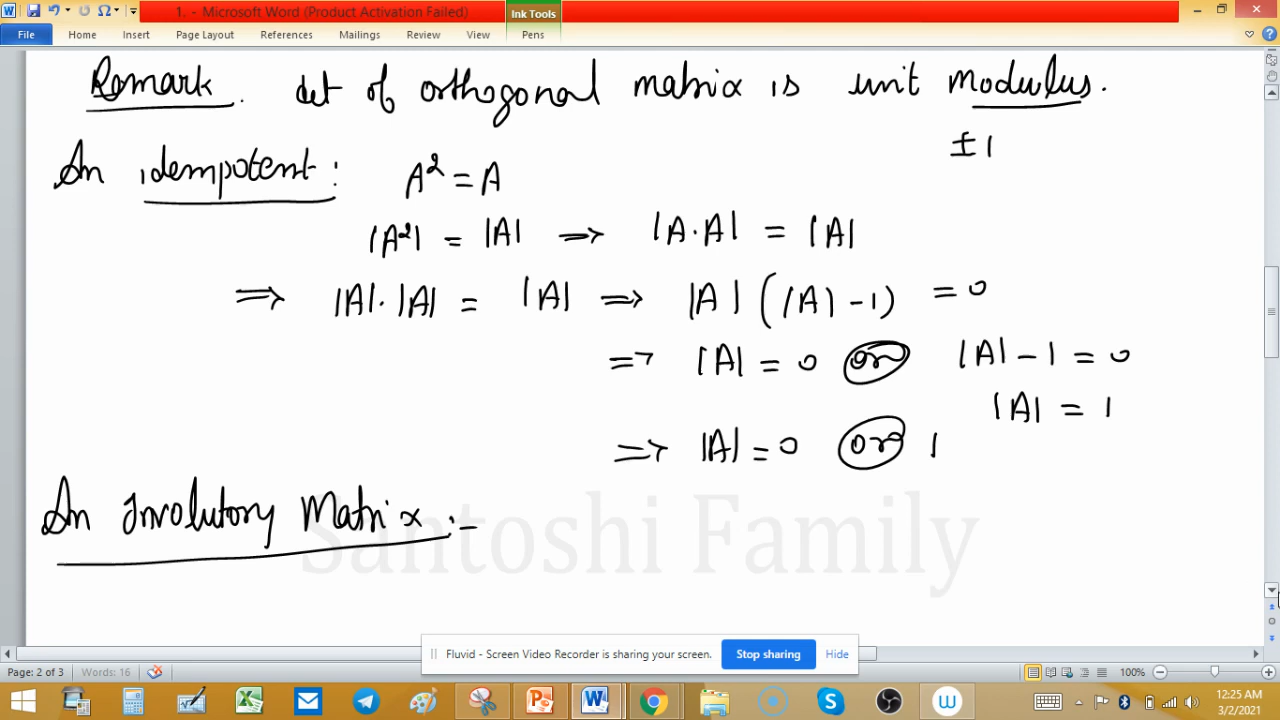 1. - Microsoft Word (Product Activation Failed)
Ink Tools
File Home Insert Page Layout References Mailings Review View Pens
Remark. det of orthogonal matrix is unit modulus.
±1
An idempotent: A² = A
|A²| = |A| ⇒ |A·A| = |A|
⇒ |A|·|A| = |A| ⇒ |A| (|A| - 1) = 0
⇒ |A| = 0 or |A| - 1 = 0
|A| = 1
⇒ |A| = 0 or 1
An Involutory Matrix :-
Santoshi Family
Fluvid - Screen Video Recorder is sharing your screen. Stop sharing Hide
Page: 2 of 3 Words: 16 100%
12:25 AM
3/2/2021